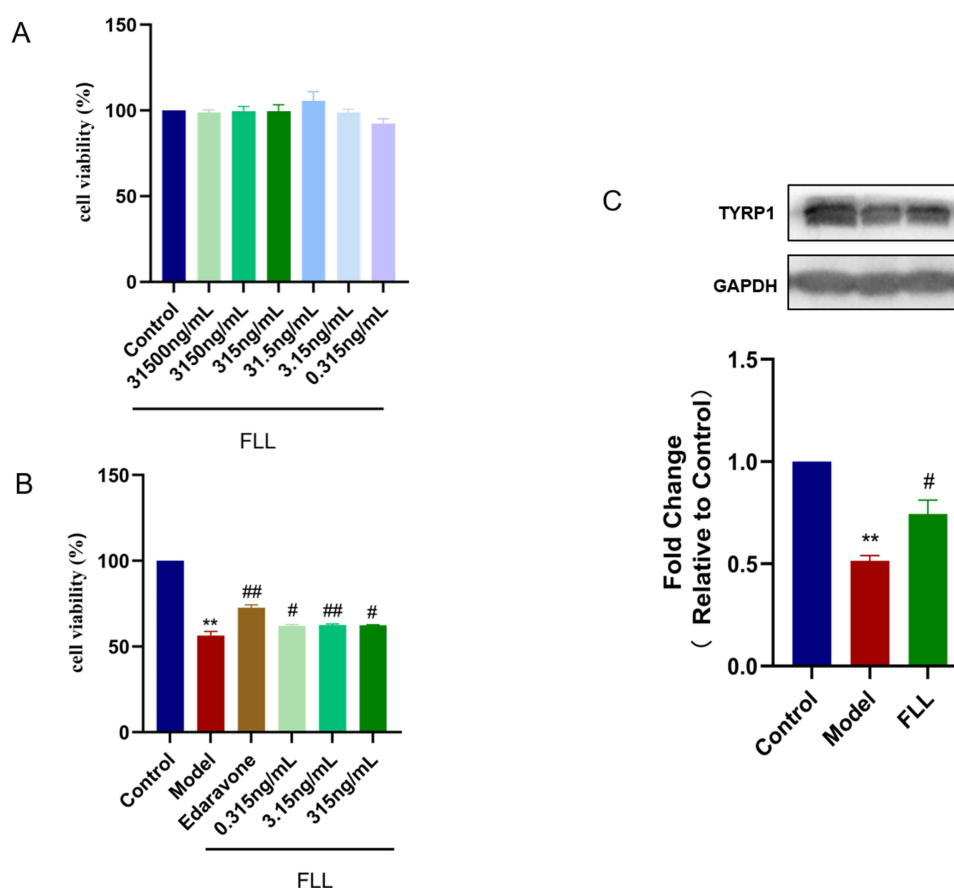 A
150
100
50
0
cell viability (%)
Control
31500ng/mL
3150ng/mL
315ng/mL
31.5ng/mL
3.15ng/mL
0.315ng/mL
FLL
B
150
100
50
0
cell viability (%)
**
##
#
##
#
Control
Model
Edaravone
0.315ng/mL
3.15ng/mL
315ng/mL
FLL
C
TYRP1
GAPDH
1.5
1.0
0.5
0.0
Fold Change
( Relative to Control)
**
#
Control
Model
FLL